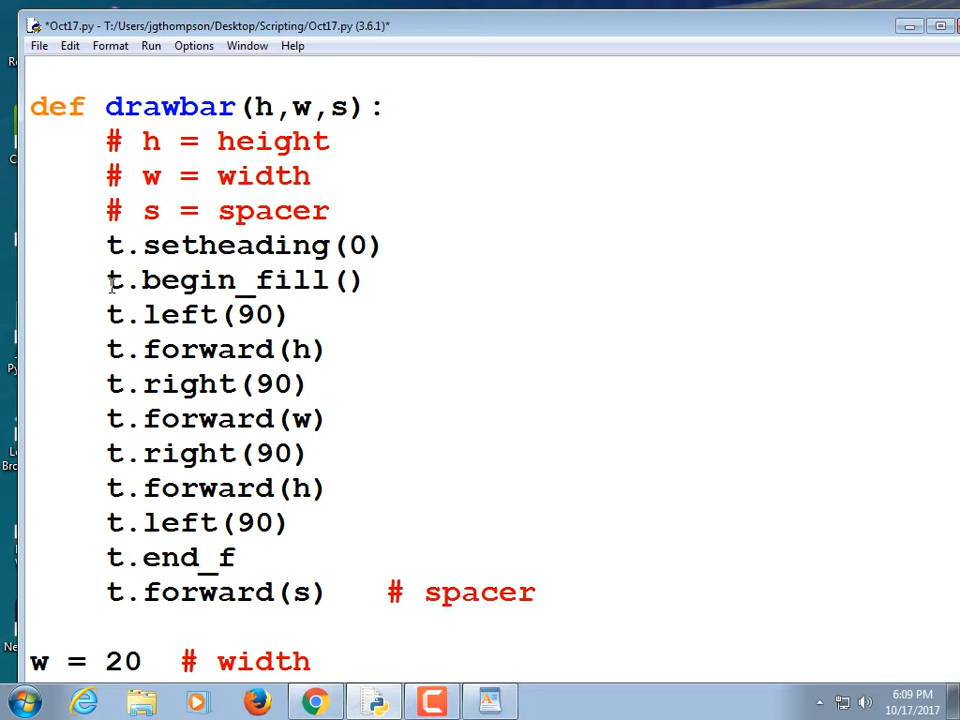 *Oct17.py - T:/Users/jgthompson/Desktop/Scripting/Oct17.py (3.6.1)*
File Edit Format Run Options Window Help
def drawbar(h,w,s):
# h = height
# w = width
# s = spacer
t.setheading(0)
t.begin_fill()
t.left(90)
t.forward(h)
t.right(90)
t.forward(w)
t.right(90)
t.forward(h)
t.left(90)
t.end_f
t.forward(s) # spacer
w = 20 # width
6:09 PM
10/17/2017